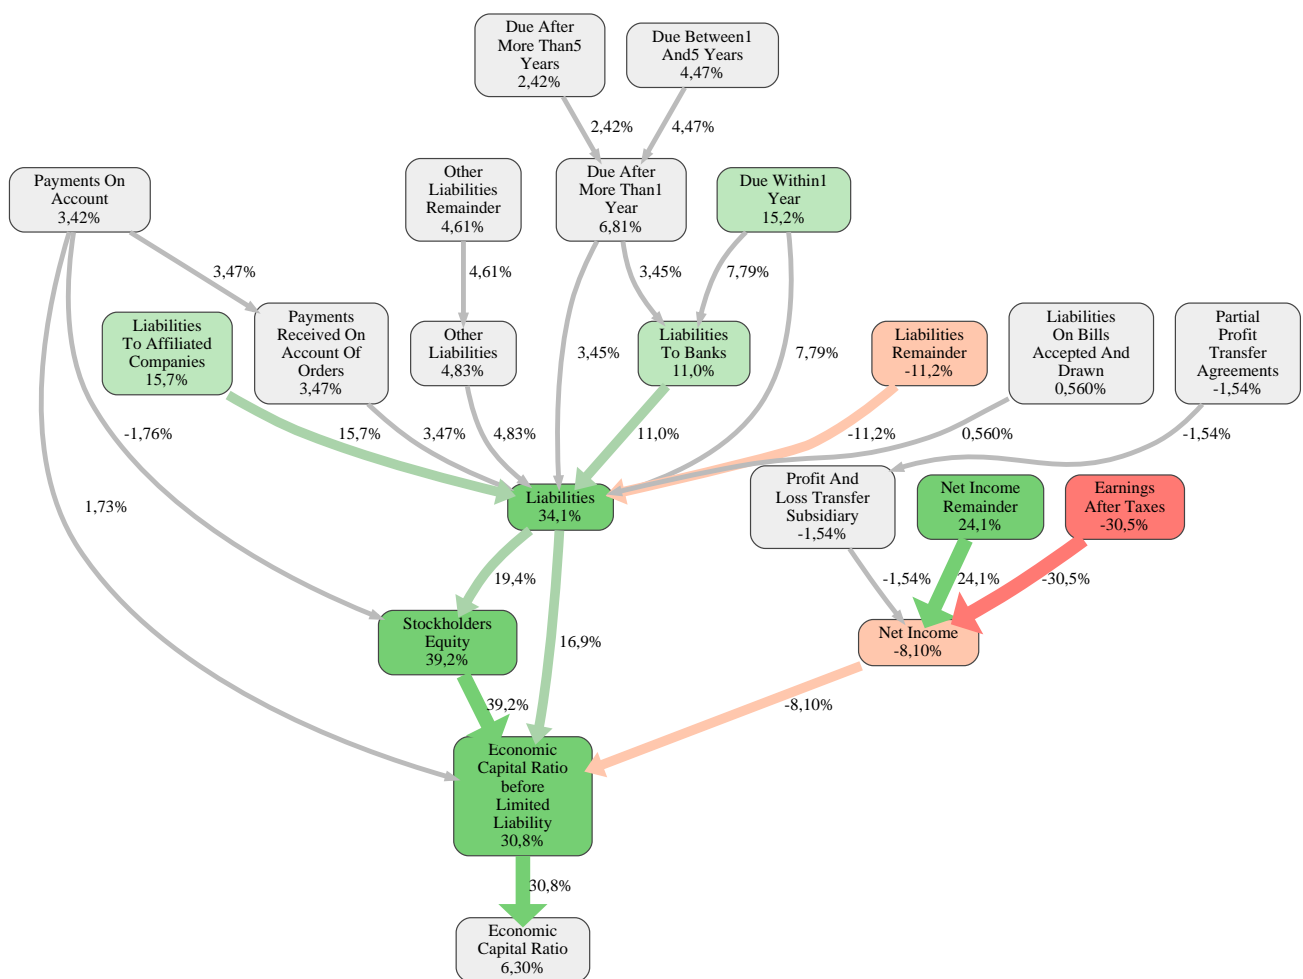 Due After
More Than5
Years
2,42%
Due Between1
And5 Years
4,47%
2,42%
4,47%
Payments On
Account
3,42%
Other
Liabilities
Remainder
4,61%
Due After
More Than1
Year
6,81%
Due Within1
Year
15,2%
3,47%
4,61%
3,45%
7,79%
Liabilities
To Affiliated
Companies
15,7%
Payments
Received On
Account Of
Orders
3,47%
Other
Liabilities
4,83%
3,45%
Liabilities
To Banks
11,0%
7,79%
Liabilities
Remainder
-11,2%
Liabilities
On Bills
Accepted And
Drawn
0,560%
Partial
Profit
Transfer
Agreements
-1,54%
-1,76%
15,7%
3,47%
4,83%
11,0%
-11,2%
0,560%
-1,54%
1,73%
Liabilities
34,1%
Profit And
Loss Transfer
Subsidiary
-1,54%
Net Income
Remainder
24,1%
Earnings
After Taxes
-30,5%
19,4%
-1,54%
24,1%
-30,5%
Stockholders
Equity
39,2%
16,9%
Net Income
-8,10%
39,2%
-8,10%
Economic
Capital Ratio
before
Limited
Liability
30,8%
30,8%
Economic
Capital Ratio
6,30%